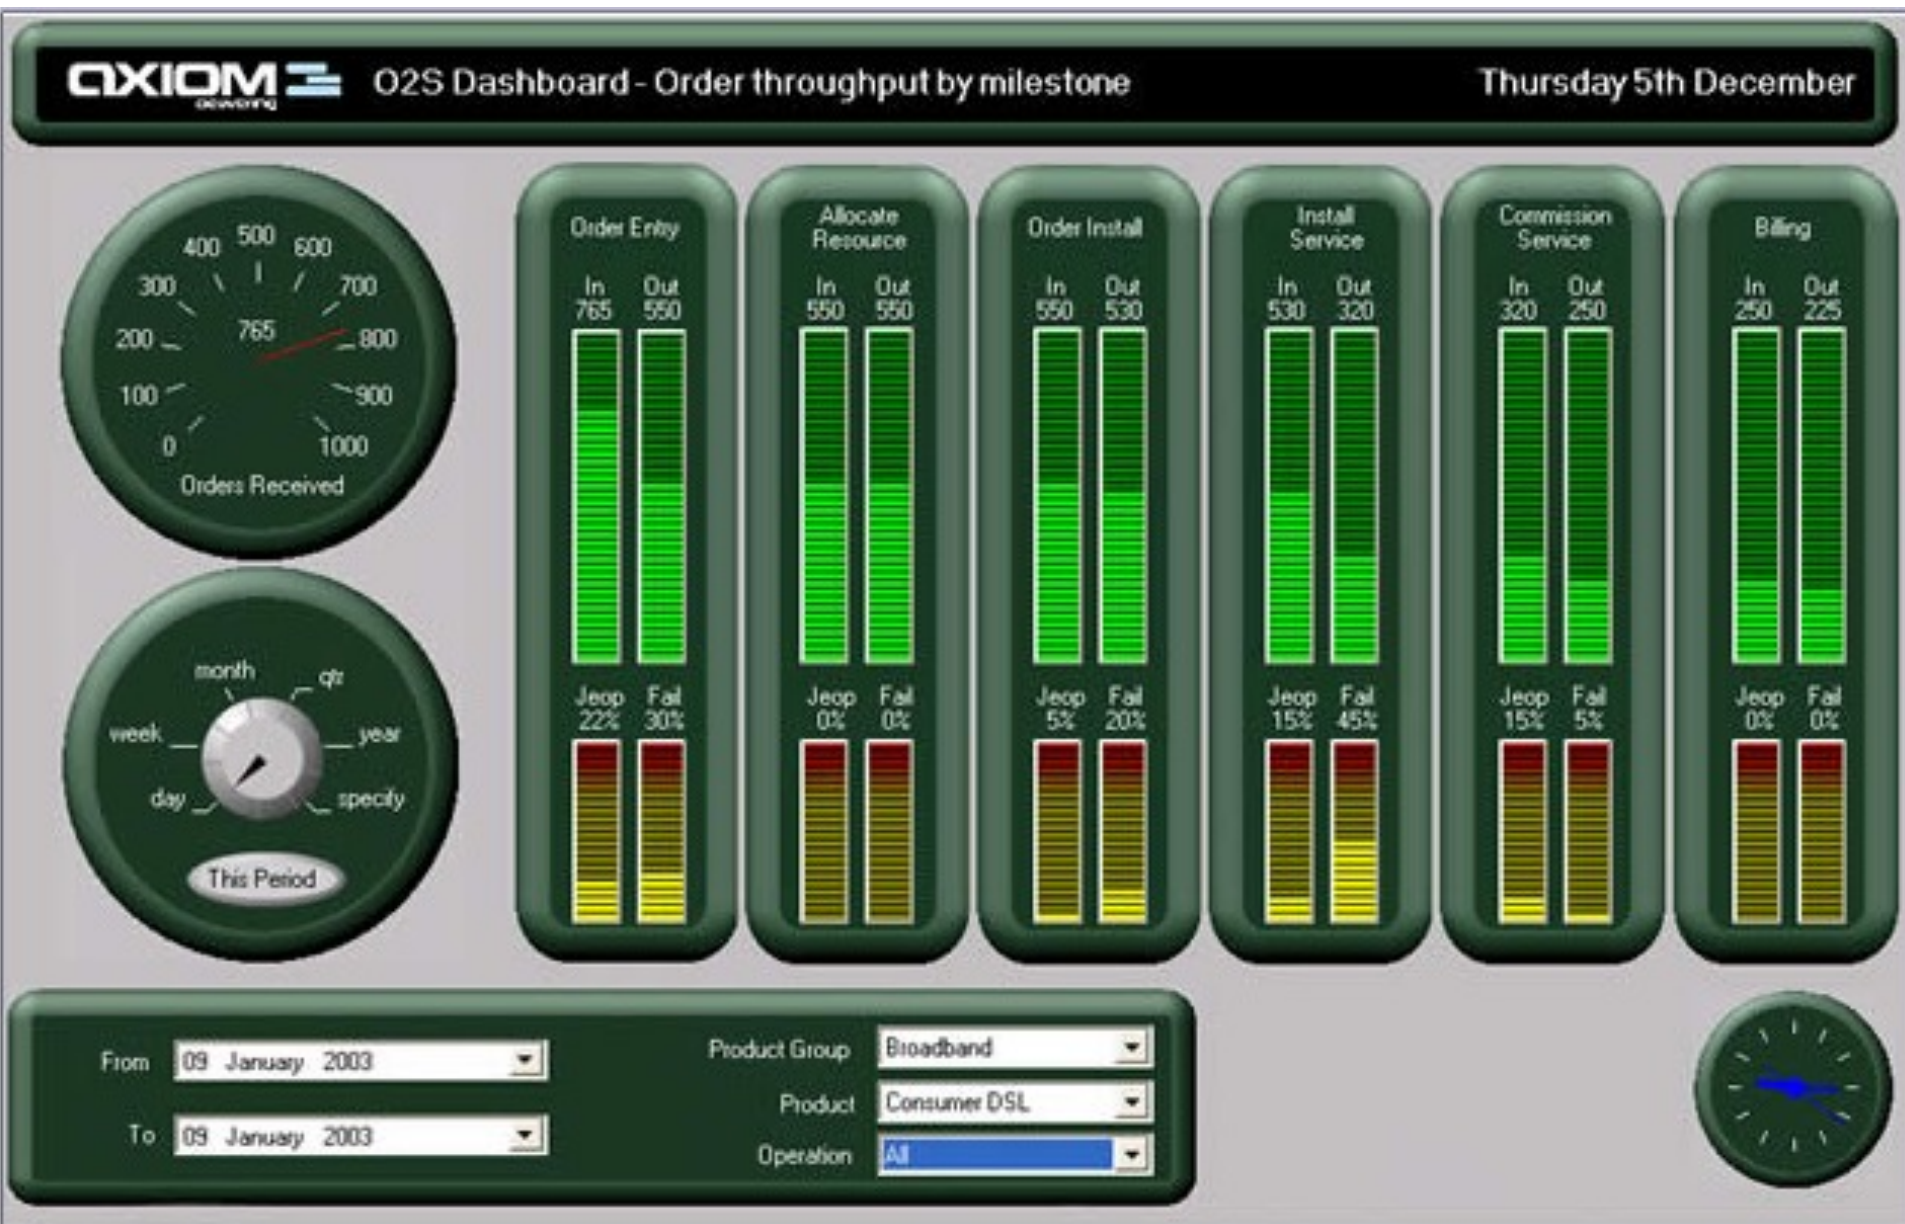 AXIOM
O2S Dashboard - Order throughput by milestone
Thursday 5th December
400 500 600
300 700
200 765 800
100 900
0 1000
Orders Received
month qtr
week year
day specify
This Period
Order Entry
In Out
765 550
Jeop Fail
22% 30%
Allocate
Resource
In Out
550 550
Jeop Fail
0% 0%
Order Install
In Out
550 530
Jeop Fail
5% 20%
Install
Service
In Out
530 320
Jeop Fail
15% 45%
Commission
Service
In Out
320 250
Jeop Fail
15% 5%
Billing
In Out
250 225
Jeop Fail
0% 0%
From 09 January 2003
To 09 January 2003
Product Group Broadband
Product Consumer DSL
Operation All